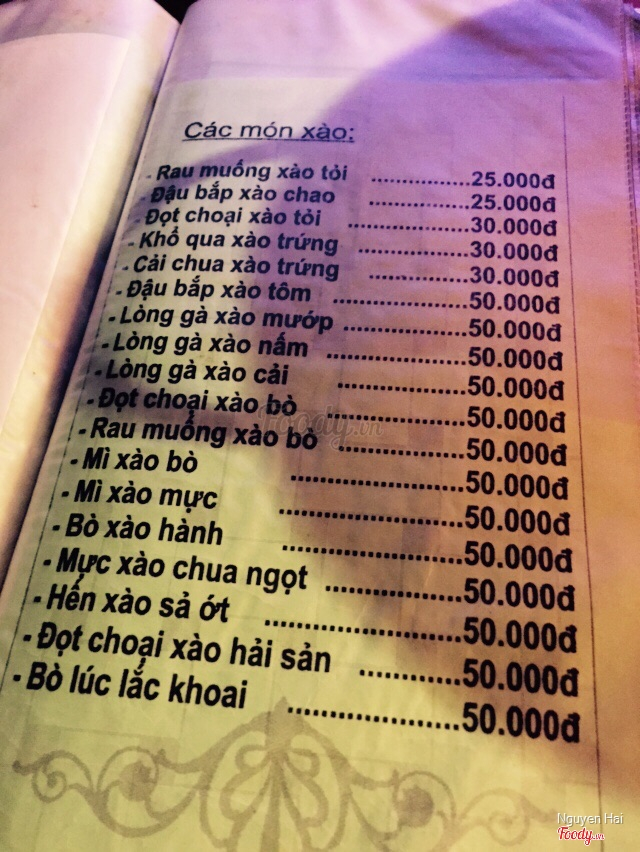 Các món xào:
- Rau muống xào tỏi ..................25.000đ
- Đậu bắp xào chao ..................25.000đ
- Đọt choại xào tỏi ..................30.000đ
- Khổ qua xào trứng ..................30.000đ
- Cải chua xào trứng ..................30.000đ
- Đậu bắp xào tôm ..................50.000đ
- Lòng gà xào mướp ..................50.000đ
- Lòng gà xào nấm ..................50.000đ
- Lòng gà xào cải ..................50.000đ
- Đọt choại xào bò ..................50.000đ
- Rau muống xào bò ..................50.000đ
- Mì xào bò ..................50.000đ
- Mì xào mực ..................50.000đ
- Bò xào hành ..................50.000đ
- Mực xào chua ngọt ..................50.000đ
- Hến xào sả ớt ..................50.000đ
- Đọt choại xào hải sản ............50.000đ
- Bò lúc lắc khoai ..................50.000đ
foody.vn
Nguyen Hai
Foody.vn